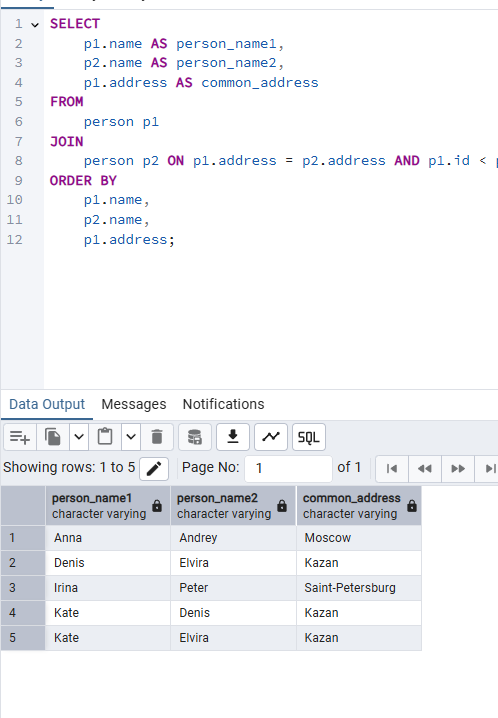 1 SELECT
2 p1.name AS person_name1,
3 p2.name AS person_name2,
4 p1.address AS common_address
5 FROM
6 person p1
7 JOIN
8 person p2 ON p1.address = p2.address AND p1.id <
9 ORDER BY
10 p1.name,
11 p2.name,
12 p1.address;
Data Output Messages Notifications
SQL
Showing rows: 1 to 5 Page No: 1 of 1
person_name1 person_name2 common_address
character varying character varying character varying
1 Anna Andrey Moscow
2 Denis Elvira Kazan
3 Irina Peter Saint-Petersburg
4 Kate Denis Kazan
5 Kate Elvira Kazan